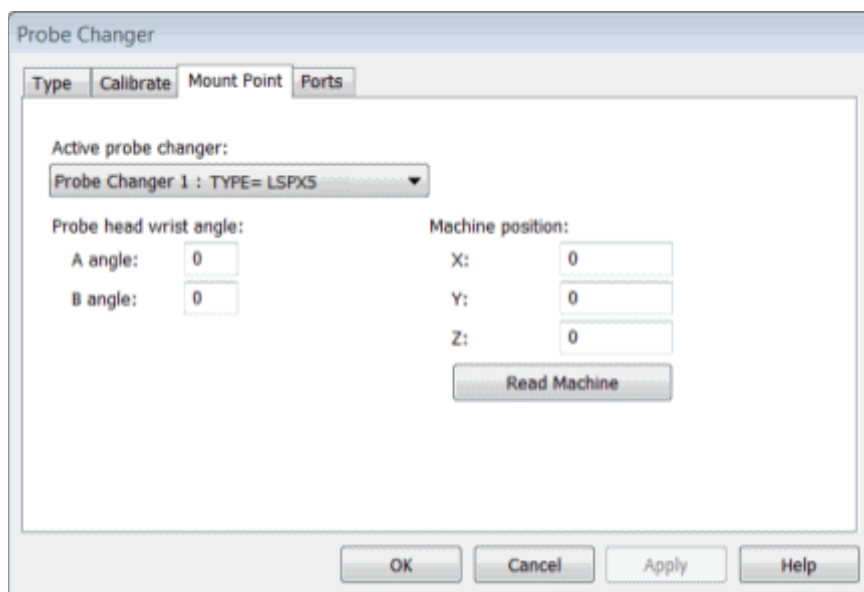 Probe Changer
Type Calibrate Mount Point Ports
Active probe changer:
Probe Changer 1 : TYPE= LSPX5
Probe head wrist angle: Machine position:
A angle: 0 X: 0
B angle: 0 Y: 0
Z: 0
Read Machine
OK Cancel Apply Help